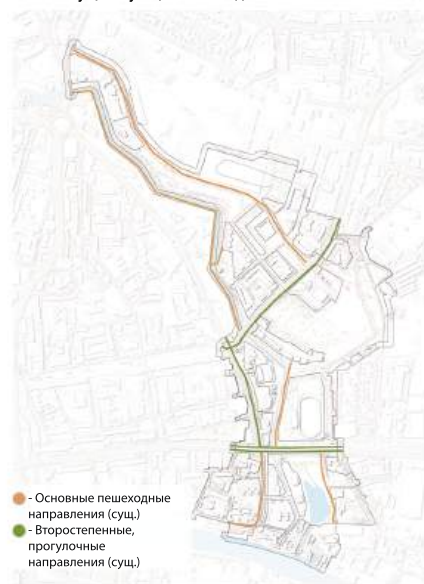 - Основные пешеходные
направления (сущ.)
- Второстепенные,
прогулочные
направления (сущ.)